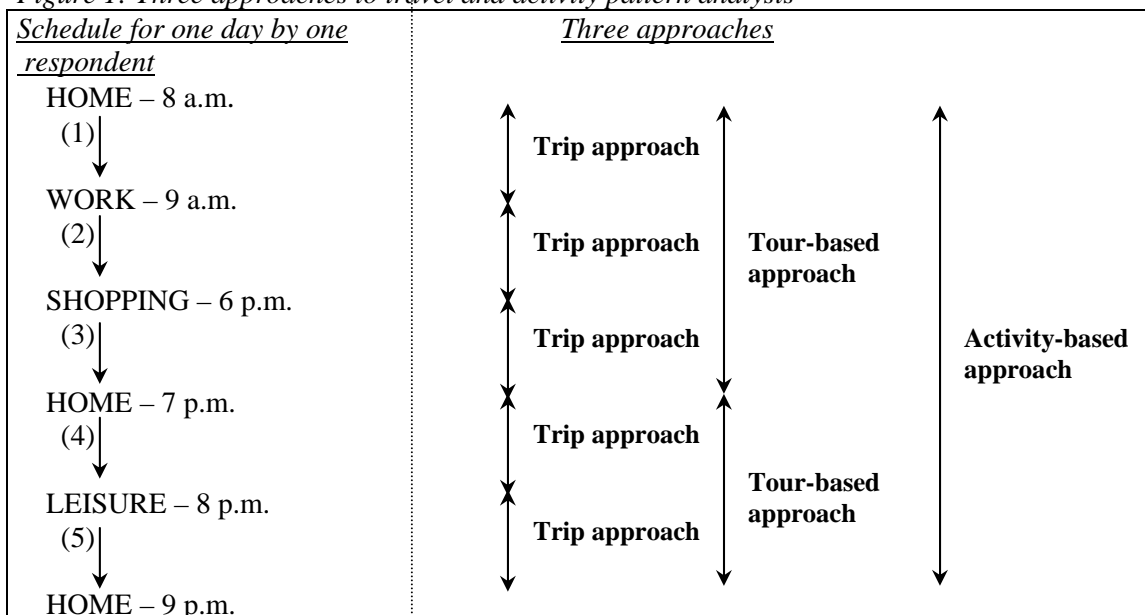 Figure 1: Three approaches to travel and activity pattern analysis
Schedule for one day by one
respondent
HOME – 8 a.m.
(1)
WORK – 9 a.m.
(2)
SHOPPING – 6 p.m.
(3)
HOME – 7 p.m.
(4)
LEISURE – 8 p.m.
(5)
HOME – 9 p.m.
Three approaches
Trip approach
Trip approach
Trip approach
Trip approach
Trip approach
Tour-based
approach
Tour-based
approach
Activity-based
approach